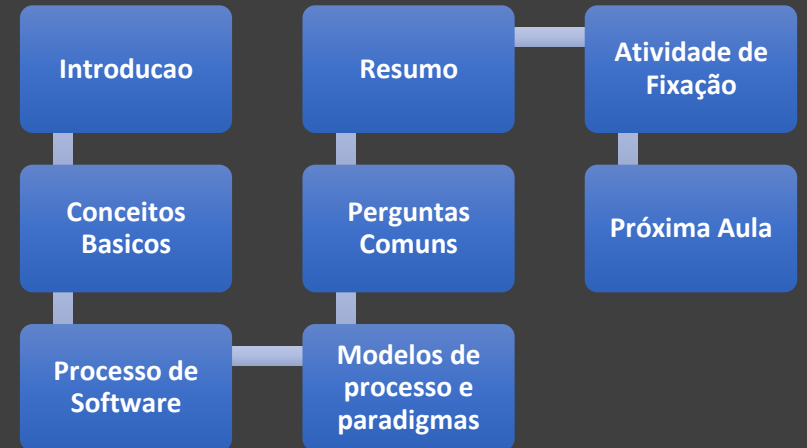 Introducao
Conceitos
Basicos
Processo de
Software
Modelos de
processo e
paradigmas
Perguntas
Comuns
Resumo
Atividade de
Fixação
Próxima Aula